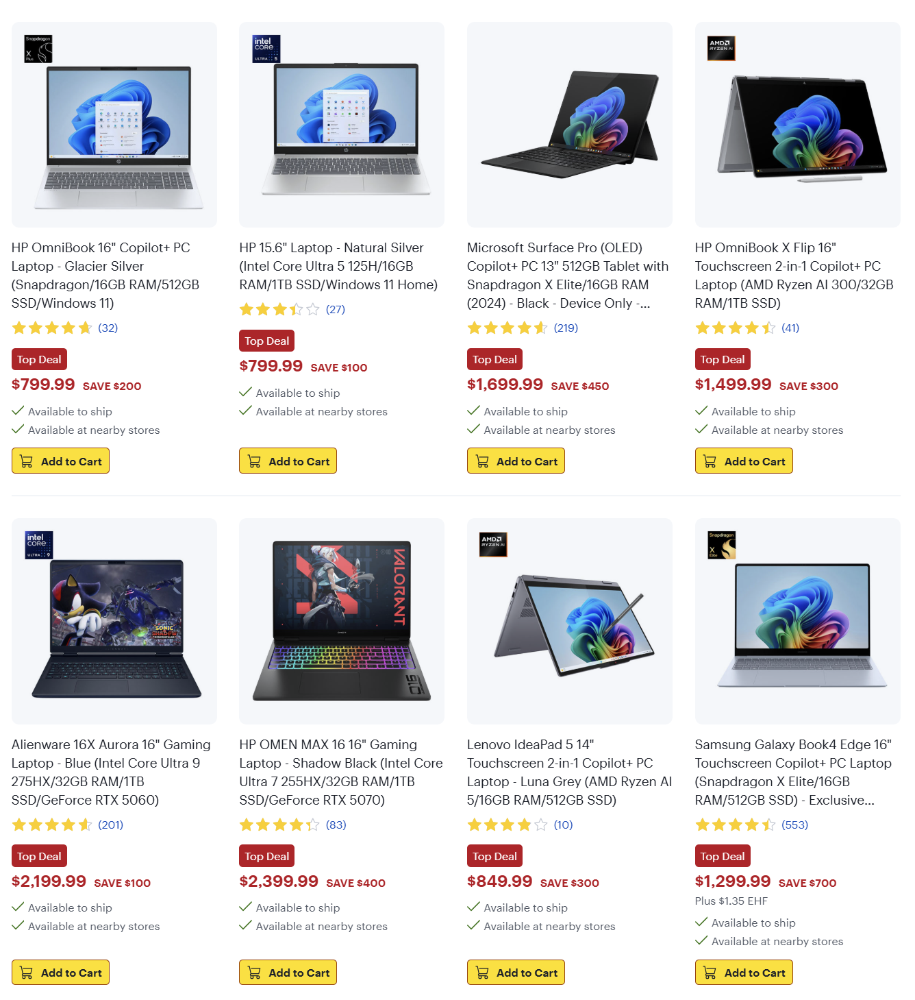 Snapdragon
X
Plus
HP OmniBook 16" Copilot+ PC
Laptop - Glacier Silver
(Snapdragon/16GB RAM/512GB
SSD/Windows 11)
(32)
Top Deal
$799.99 SAVE $200
Available to ship
Available at nearby stores
Add to Cart
intel
CORE
ULTRA 5
HP 15.6" Laptop - Natural Silver
(Intel Core Ultra 5 125H/16GB
RAM/1TB SSD/Windows 11 Home)
(27)
Top Deal
$799.99 SAVE $100
Available to ship
Available at nearby stores
Add to Cart
Microsoft Surface Pro (OLED)
Copilot+ PC 13" 512GB Tablet with
Snapdragon X Elite/16GB RAM
(2024) - Black - Device Only -...
(219)
Top Deal
$1,699.99 SAVE $450
Available to ship
Available at nearby stores
Add to Cart
AMD
RYZEN AI
HP OmniBook X Flip 16"
Touchscreen 2-in-1 Copilot+ PC
Laptop (AMD Ryzen AI 300/32GB
RAM/1TB SSD)
(41)
Top Deal
$1,499.99 SAVE $300
Available to ship
Available at nearby stores
Add to Cart
intel
CORE
ULTRA 9
SONIC
SHADOW
GENERATIONS
Alienware 16X Aurora 16" Gaming
Laptop - Blue (Intel Core Ultra 9
275HX/32GB RAM/1TB
SSD/GeForce RTX 5060)
(201)
Top Deal
$2,199.99 SAVE $100
Available to ship
Available at nearby stores
Add to Cart
VALORANT
HP OMEN MAX 16 16" Gaming
Laptop - Shadow Black (Intel Core
Ultra 7 255HX/32GB RAM/1TB
SSD/GeForce RTX 5070)
(83)
Top Deal
$2,399.99 SAVE $400
Available to ship
Available at nearby stores
Add to Cart
AMD
RYZEN AI
Lenovo IdeaPad 5 14"
Touchscreen 2-in-1 Copilot+ PC
Laptop - Luna Grey (AMD Ryzen AI
5/16GB RAM/512GB SSD)
(10)
Top Deal
$849.99 SAVE $300
Available to ship
Available at nearby stores
Add to Cart
Snapdragon
X
Elite
Samsung Galaxy Book4 Edge 16"
Touchscreen Copilot+ PC Laptop
(Snapdragon X Elite/16GB
RAM/512GB SSD) - Exclusive...
(553)
Top Deal
$1,299.99 SAVE $700
Plus $1.35 EHF
Available to ship
Available at nearby stores
Add to Cart